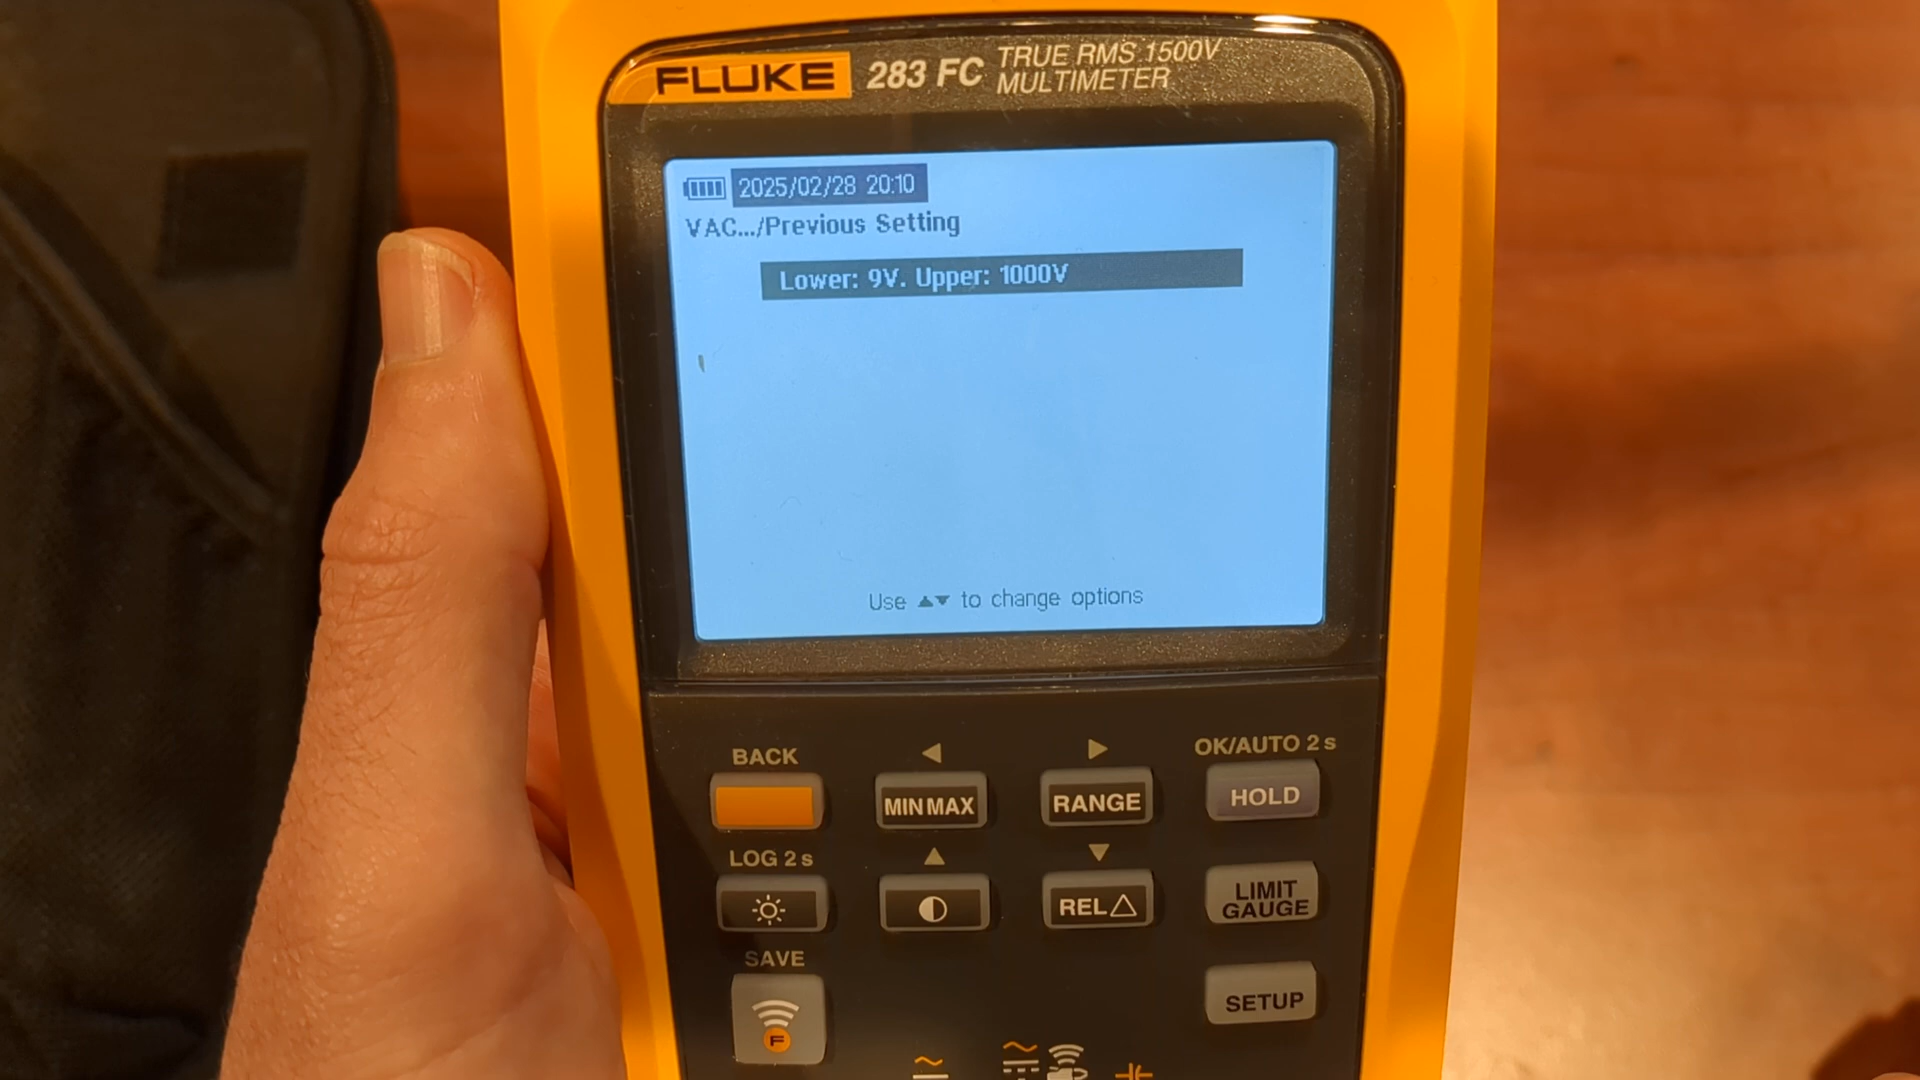 FLUKE 283 FC TRUE RMS 1500V
MULTIMETER
2025/02/28 20:10
VAC.../Previous Setting
Lower: 9V. Upper: 1000V
Use ▲▼ to change options
BACK ◀ ▶ OK/AUTO 2 s
MIN MAX RANGE HOLD
LOG 2 s ▲ ▼
REL△ LIMIT
GAUGE
SAVE
F SETUP